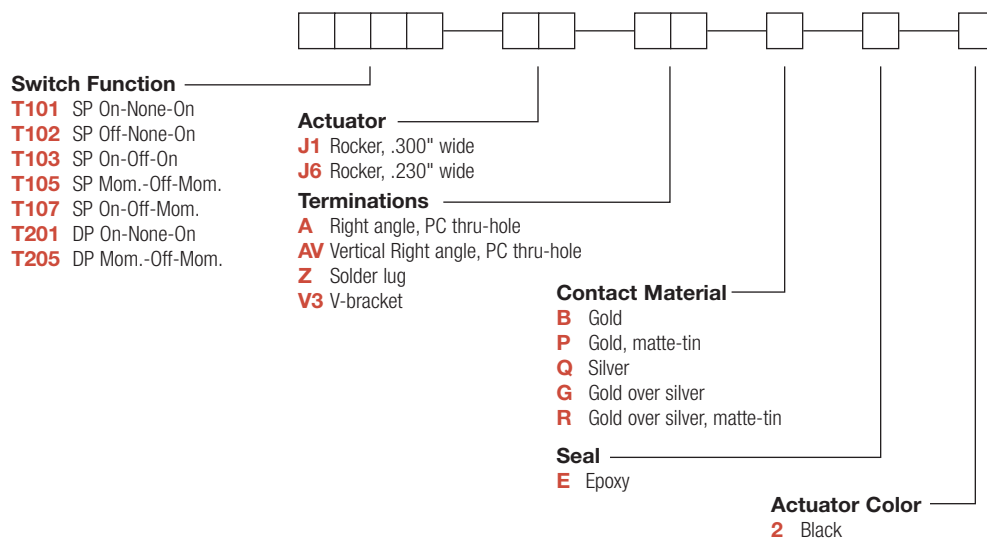 Switch Function
T101 SP On-None-On
T102 SP Off-None-On
T103 SP On-Off-On
T105 SP Mom.-Off-Mom.
T107 SP On-Off-Mom.
T201 DP On-None-On
T205 DP Mom.-Off-Mom.
Actuator
J1 Rocker, .300" wide
J6 Rocker, .230" wide
Terminations
A Right angle, PC thru-hole
AV Vertical Right angle, PC thru-hole
Z Solder lug
V3 V-bracket
Contact Material
B Gold
P Gold, matte-tin
Q Silver
G Gold over silver
R Gold over silver, matte-tin
Seal
E Epoxy
Actuator Color
2 Black